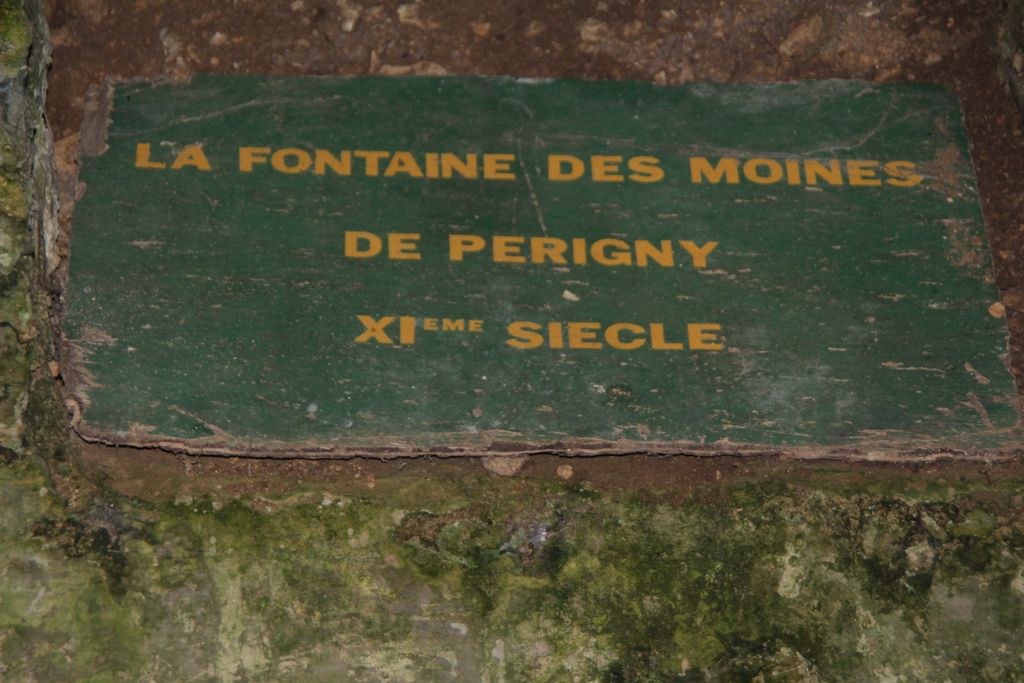 LA FONTAINE DES MOINES
DE PERIGNY
XIEME SIECLE